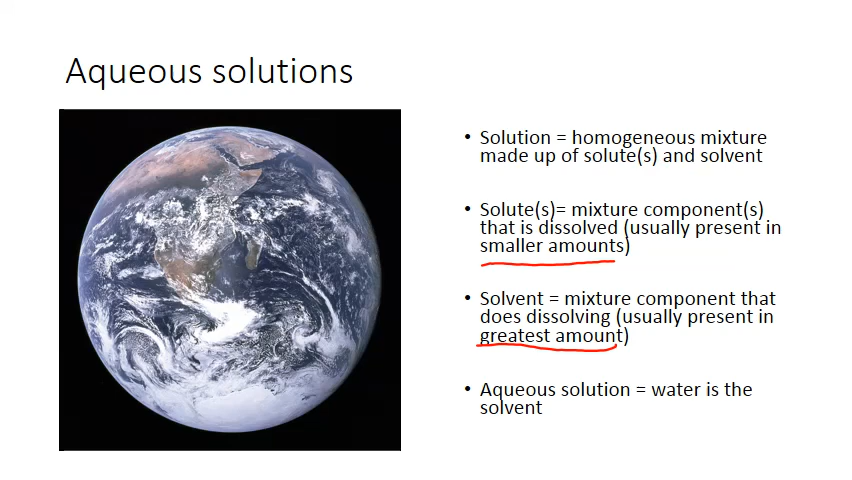 Aqueous solutions
• Solution = homogeneous mixture
made up of solute(s) and solvent
• Solute(s)= mixture component(s)
that is dissolved (usually present in
smaller amounts)
• Solvent = mixture component that
does dissolving (usually present in
greatest amount)
• Aqueous solution = water is the
solvent